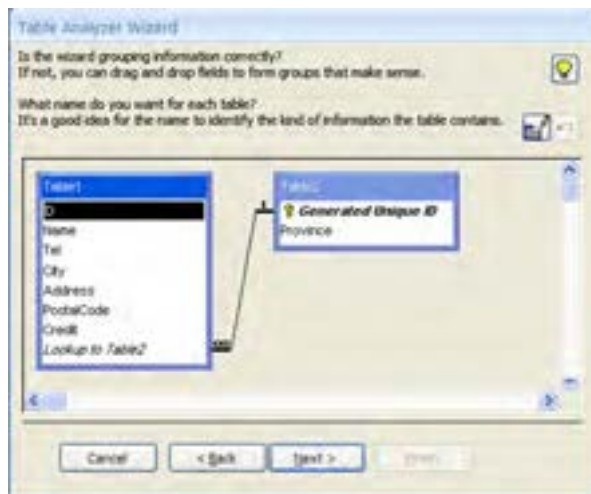 Table Analyzer Wizard
Is the wizard grouping information correctly?
If not, you can drag and drop fields to form groups that make sense.
What name do you want for each table?
It's a good idea for the name to identify the kind of information the table contains.
Table1
ID
Name
Tel
City
Address
PostalCode
Credit
Lookup to Table2
Table2
Generated Unique ID
Province
Cancel
< Back
Next >